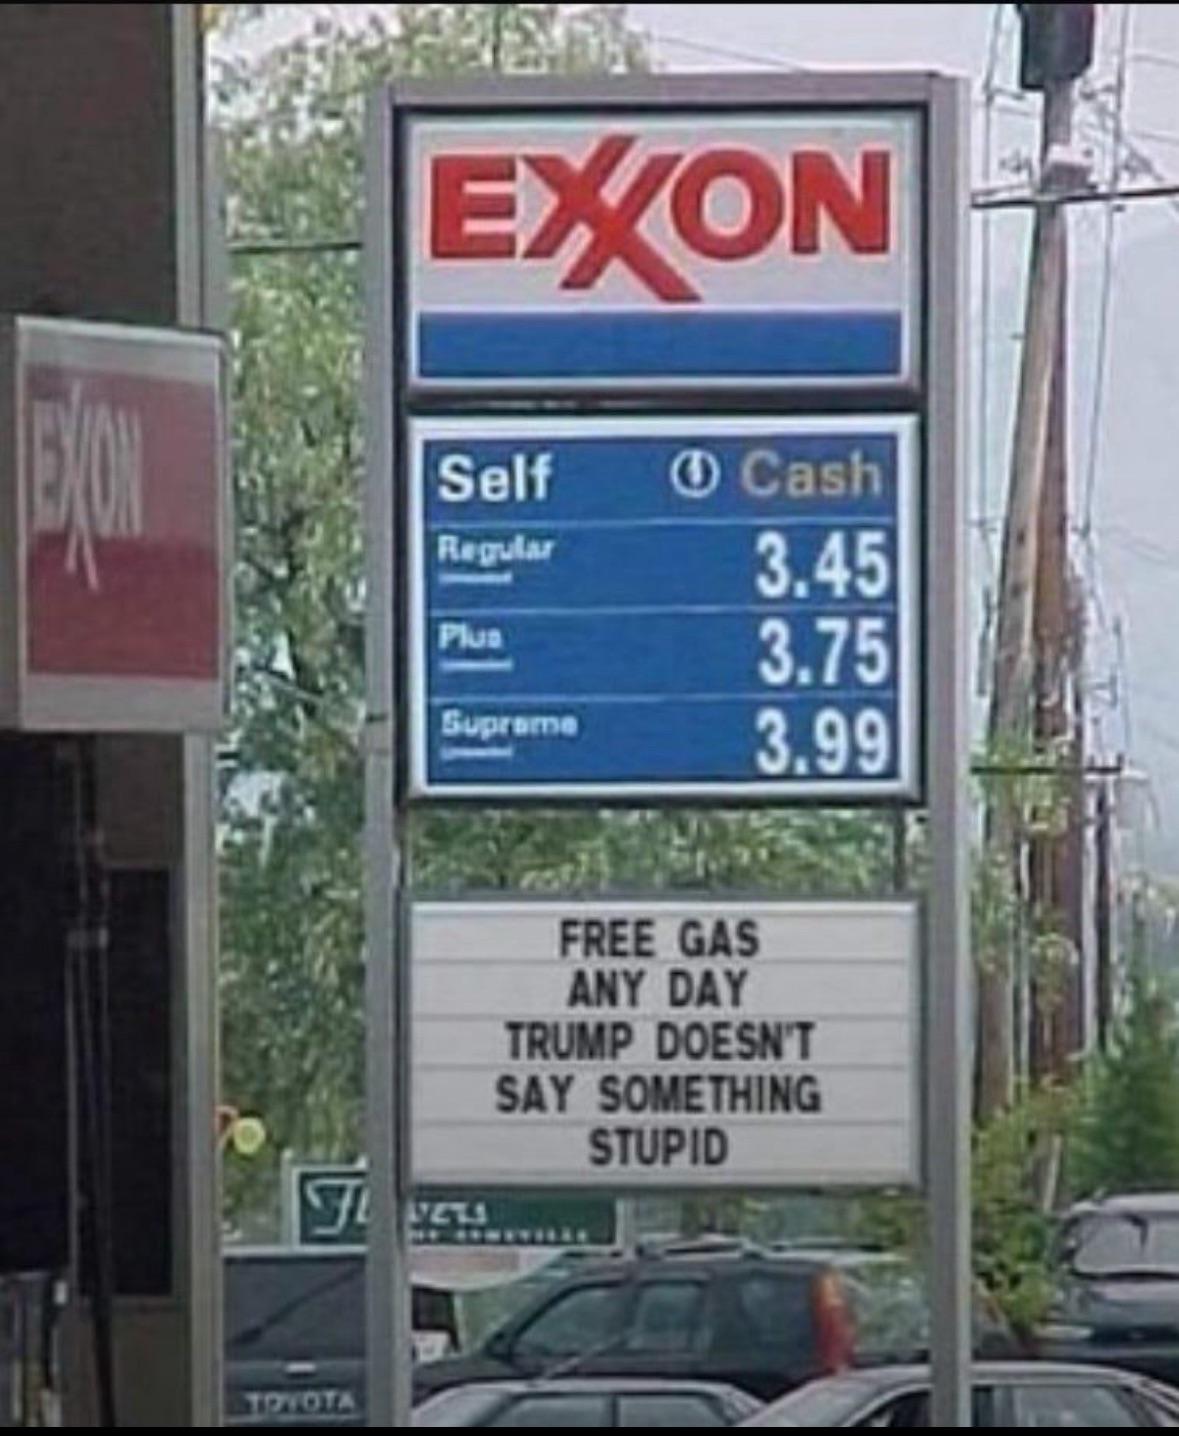 EXXON
EXXON
Self Cash
Regular 3.45
Plus 3.75
Supreme 3.99
FREE GAS
ANY DAY
TRUMP DOESN'T
SAY SOMETHING
STUPID
TOYOTA